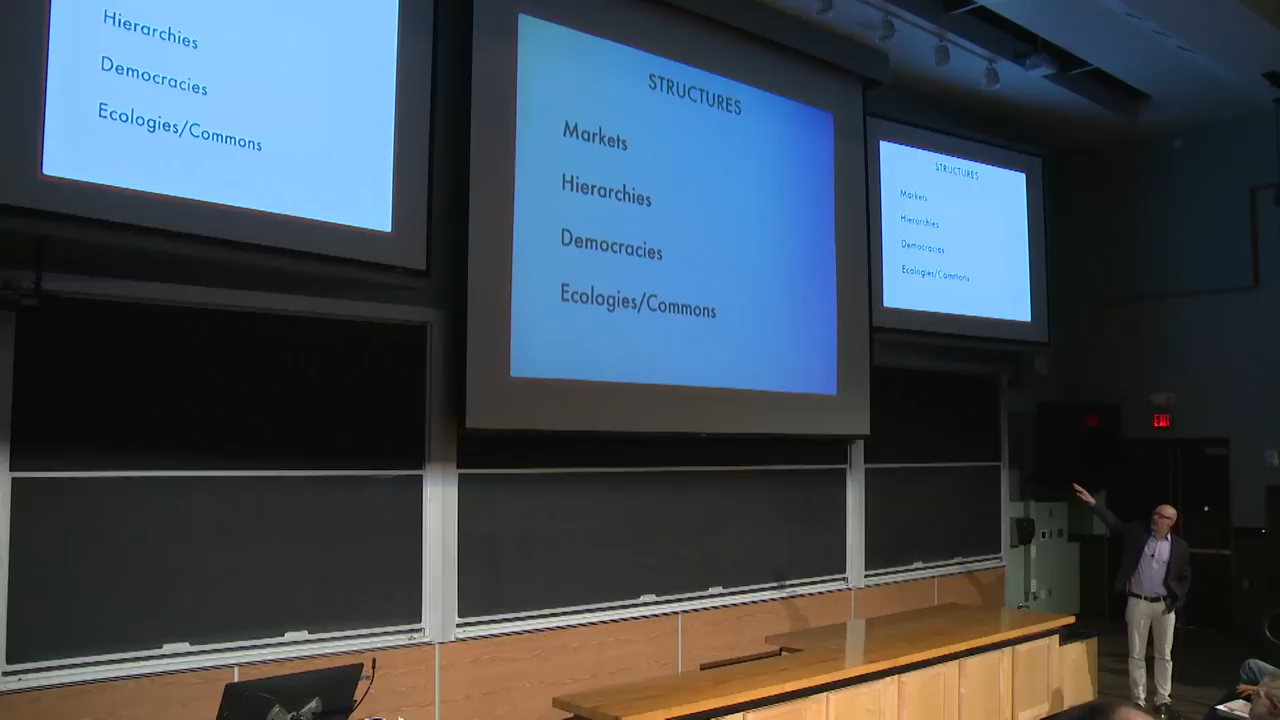 Hierarchies
Democracies
Ecologies/Commons
STRUCTURES
Markets
Hierarchies
Democracies
Ecologies/Commons
STRUCTURES
Markets
Hierarchies
Democracies
Ecologies/Commons
EXIT